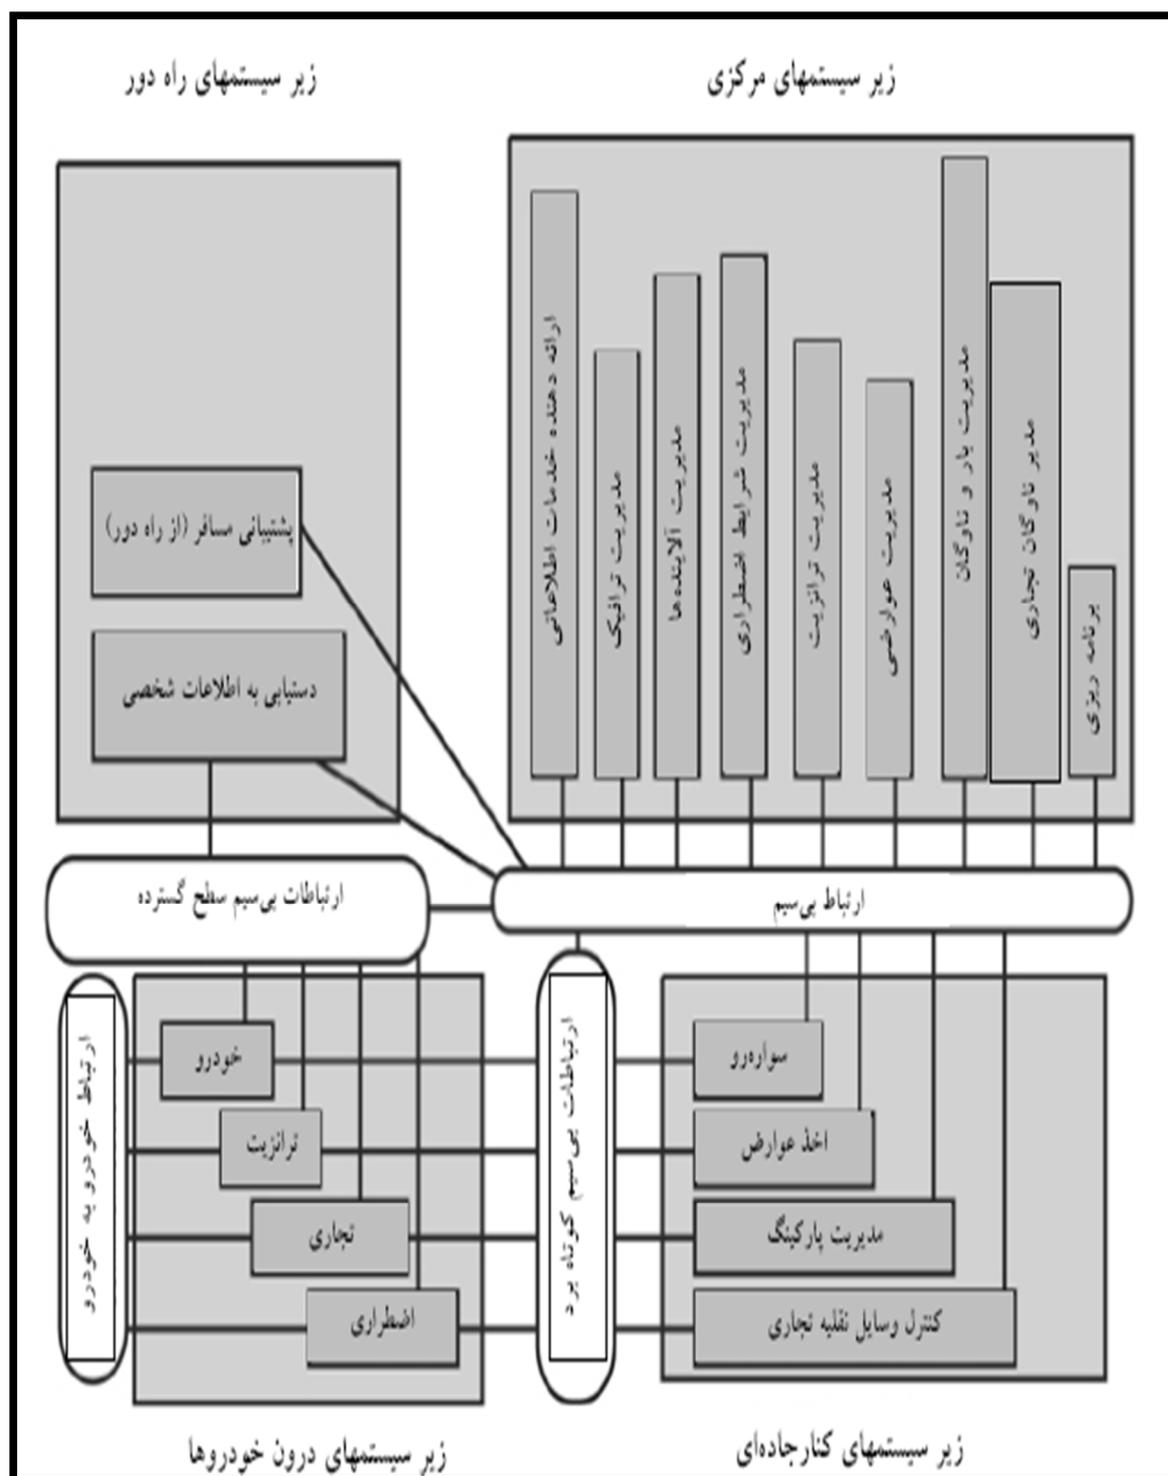 زیر سیستمهای مرکزی
زیر سیستمهای راه دور
ارائه دهنده خدمات اطلاعاتی
مدیریت ترافیک
مدیریت آلاینده‌ها
مدیریت شرایط اضطراری
مدیریت ترانزیت
مدیریت عوارضی
مدیریت بار و ناوگان
مدیر ناوگان تجاری
برنامه ریزی
پشتیبانی مسافر (از راه دور)
دستیابی به اطلاعات شخصی
ارتباط بی‌سیم
ارتباطات بی‌سیم سطح گسترده
سواره‌رو
اخذ عوارض
مدیریت پارکینگ
کنترل وسایل نقلیه تجاری
ارتباطات بی‌سیم کوتاه برد
خودرو
ترانزیت
تجاری
اضطراری
ارتباط خودرو به خودرو
زیر سیستمهای کنارجاده‌ای
زیر سیستمهای درون خودروها